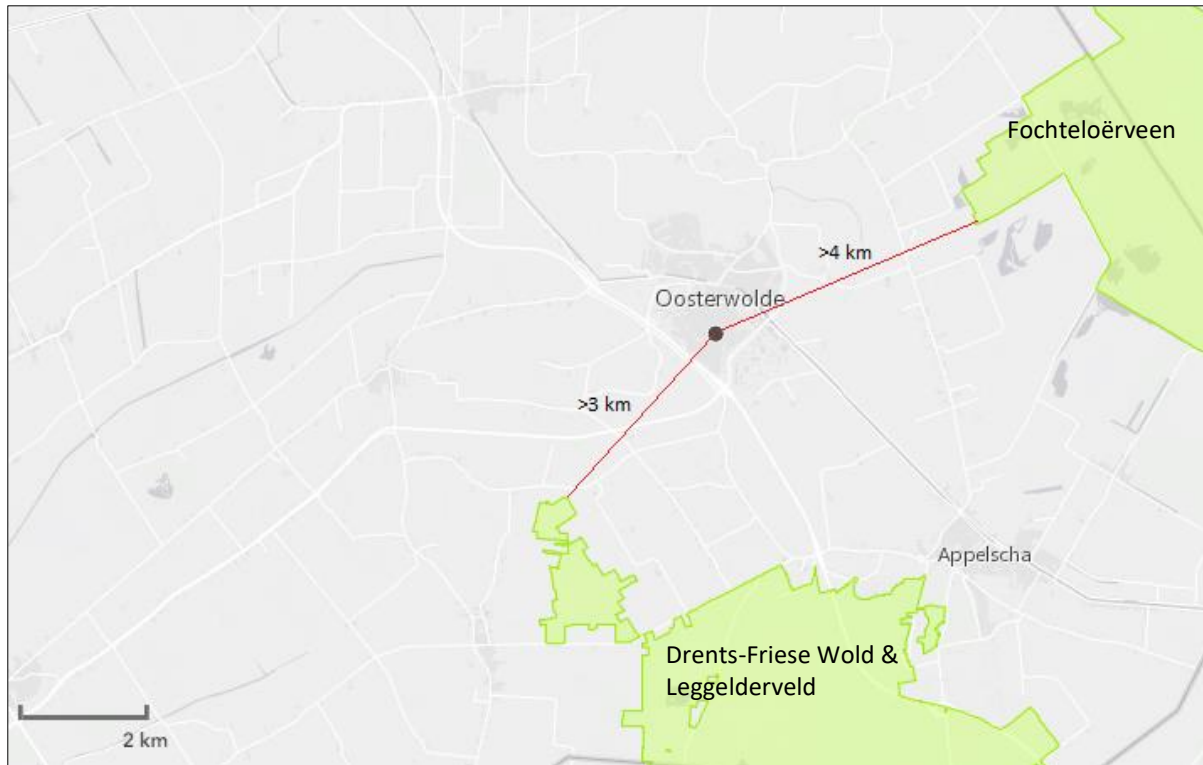 Fochteloërveen
>4 km
Oosterwolde
>3 km
Appelscha
Drents-Friese Wold &
Leggelderveld
2 km